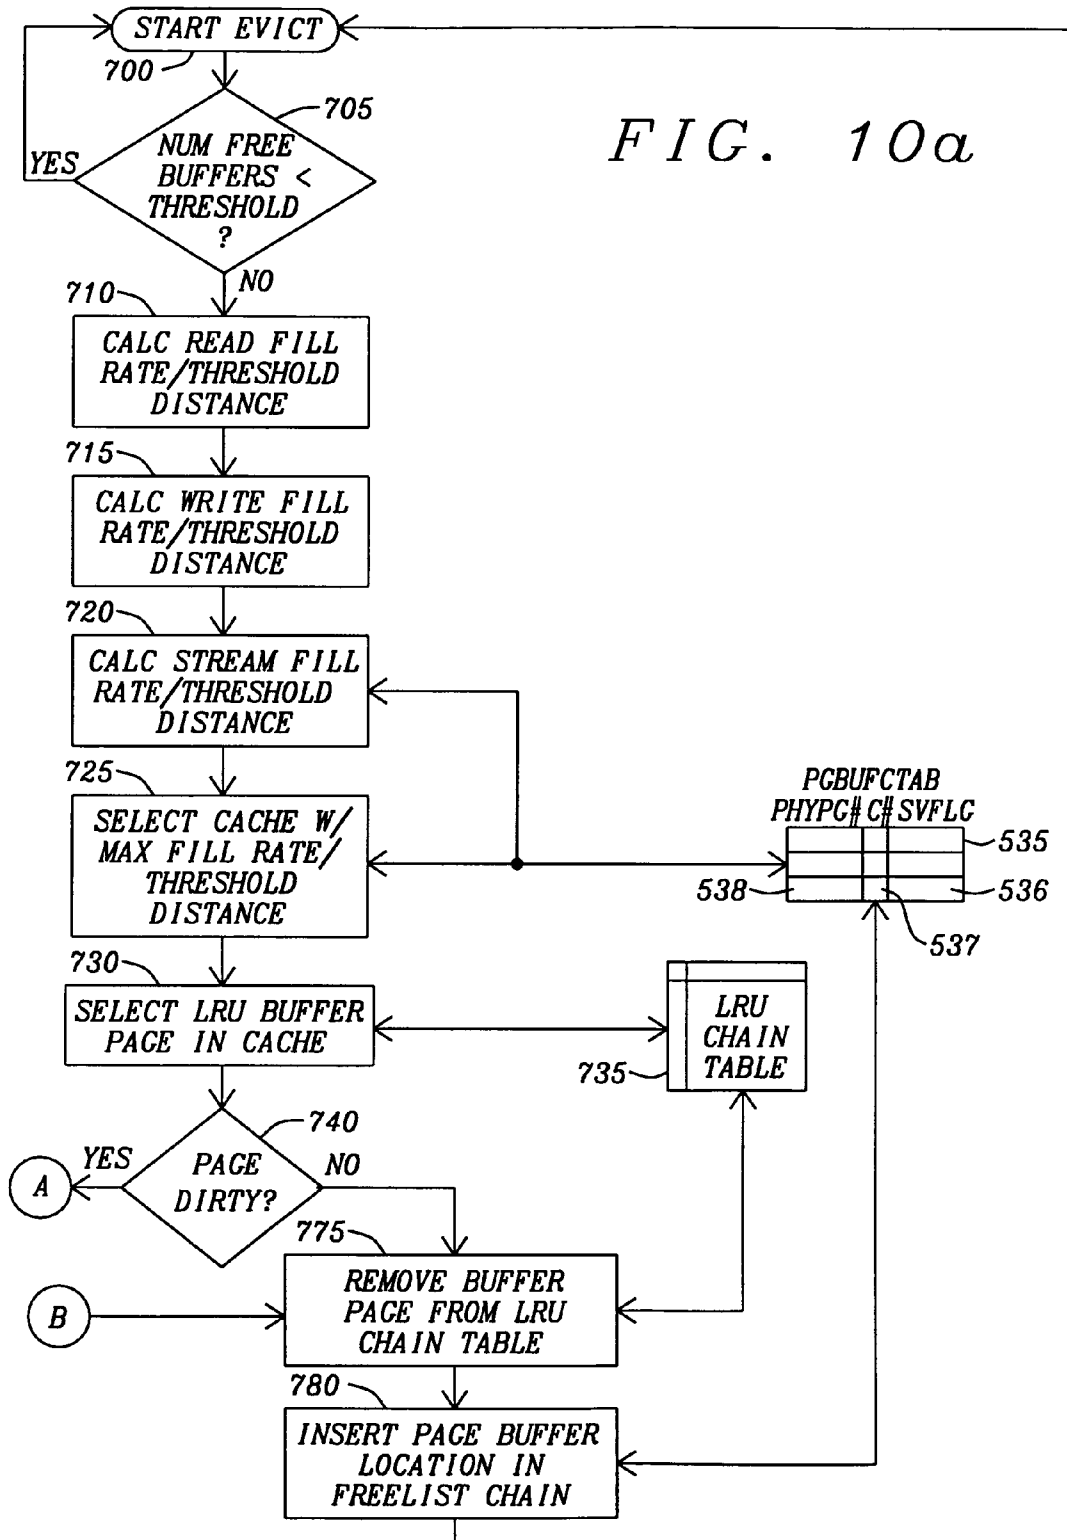 START EVICT
700
705
FIG. 10a
YES
NUM FREE
BUFFERS <
THRESHOLD
?
NO
710
CALC READ FILL
RATE/THRESHOLD
DISTANCE
715
CALC WRITE FILL
RATE/THRESHOLD
DISTANCE
720
CALC STREAM FILL
RATE/THRESHOLD
DISTANCE
725
SELECT CACHE W/
MAX FILL RATE/
THRESHOLD
DISTANCE
PGBUFCTAB
PHYPG# C# SVFLG
535
538
536
537
730
SELECT LRU BUFFER
PAGE IN CACHE
LRU
CHAIN
TABLE
735
740
YES
PAGE
DIRTY?
NO
A
775
REMOVE BUFFER
PAGE FROM LRU
CHAIN TABLE
B
780
INSERT PAGE BUFFER
LOCATION IN
FREELIST CHAIN